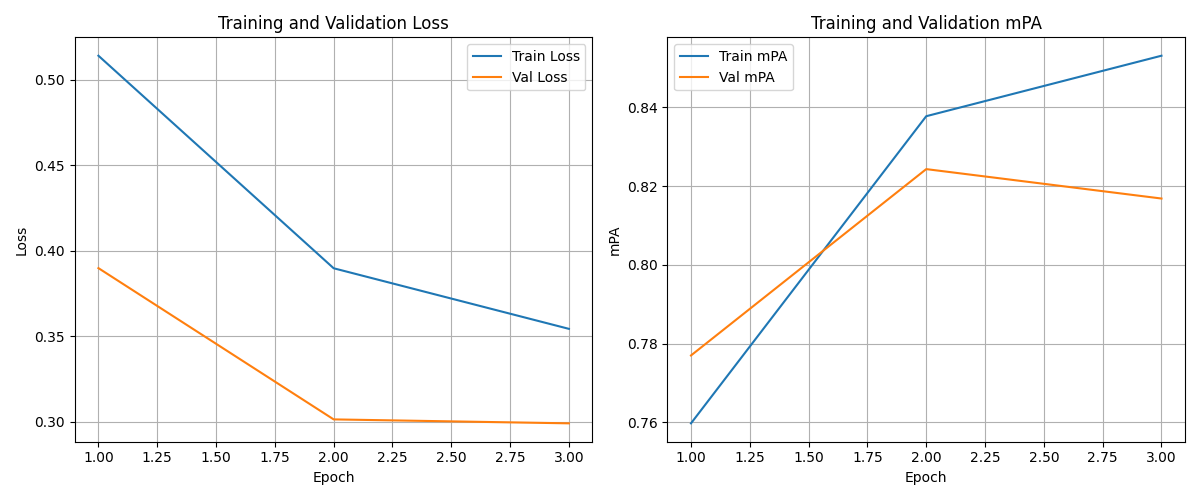 Training and Validation Loss
Train Loss
Val Loss
0.50
0.45
0.40
0.35
0.30
Loss
1.00 1.25 1.50 1.75 2.00 2.25 2.50 2.75 3.00
Epoch
Training and Validation mPA
Train mPA
Val mPA
0.84
0.82
0.80
0.78
0.76
mPA
1.00 1.25 1.50 1.75 2.00 2.25 2.50 2.75 3.00
Epoch